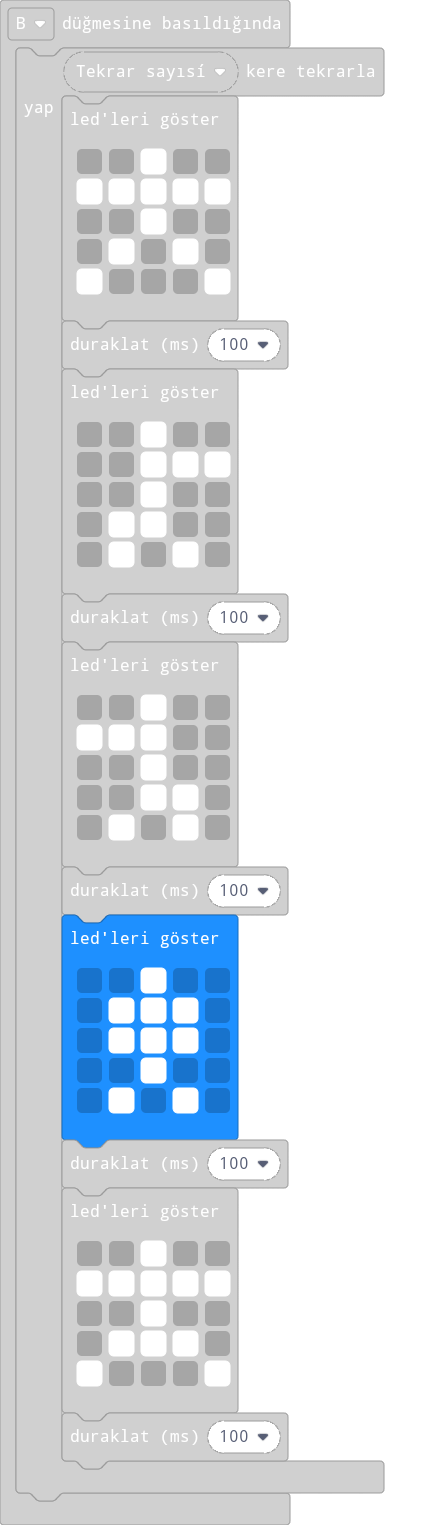 B düğmesine basıldığında
Tekrar sayısí kere tekrarla
yap
led'leri göster
duraklat (ms) 100
led'leri göster
duraklat (ms) 100
led'leri göster
duraklat (ms) 100
led'leri göster
duraklat (ms) 100
led'leri göster
duraklat (ms) 100